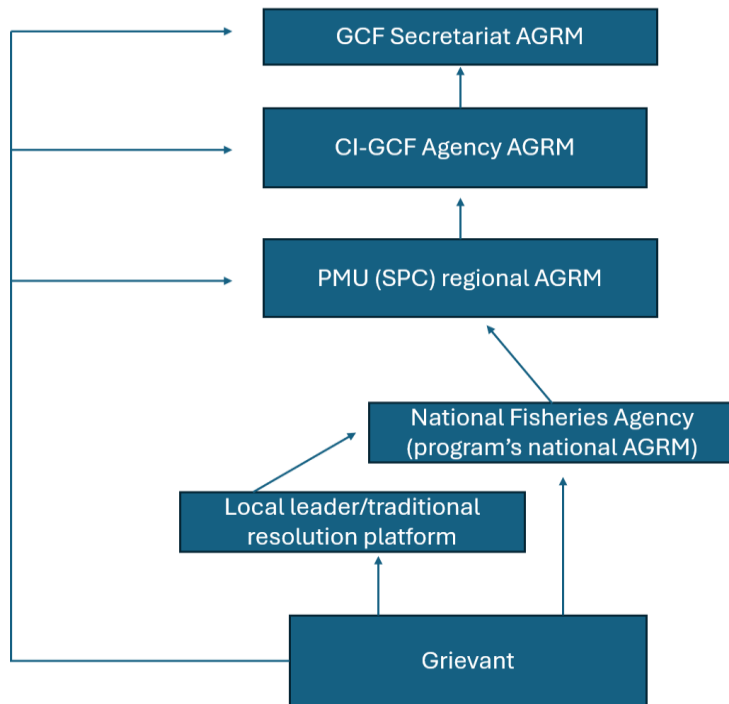 GCF Secretariat AGRM
CI-GCF Agency AGRM
PMU (SPC) regional AGRM
National Fisheries Agency
(program’s national AGRM)
Local leader/traditional
resolution platform
Grievant